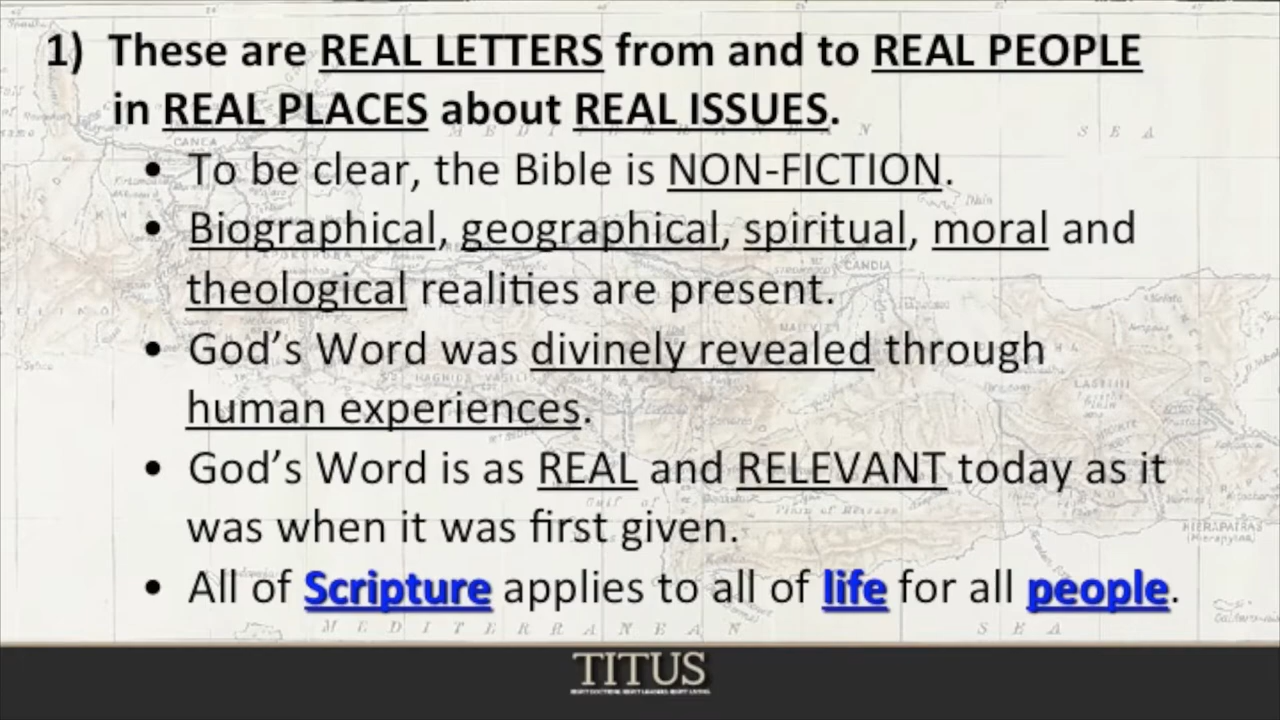 1) These are REAL LETTERS from and to REAL PEOPLE
in REAL PLACES about REAL ISSUES.
• To be clear, the Bible is NON-FICTION.
• Biographical, geographical, spiritual, moral and
theological realities are present.
• God's Word was divinely revealed through
human experiences.
• God's Word is as REAL and RELEVANT today as it
was when it was first given.
• All of Scripture applies to all of life for all people.
MEDITERRANEAN SEA
TITUS